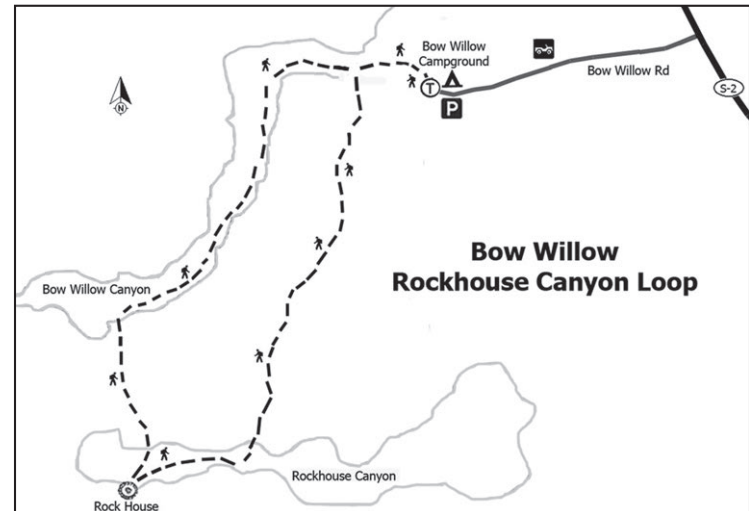 Bow Willow
Campground
T
P
Bow Willow Rd
S-2
N
Bow Willow
Rockhouse Canyon Loop
Bow Willow Canyon
Rockhouse Canyon
Rock House